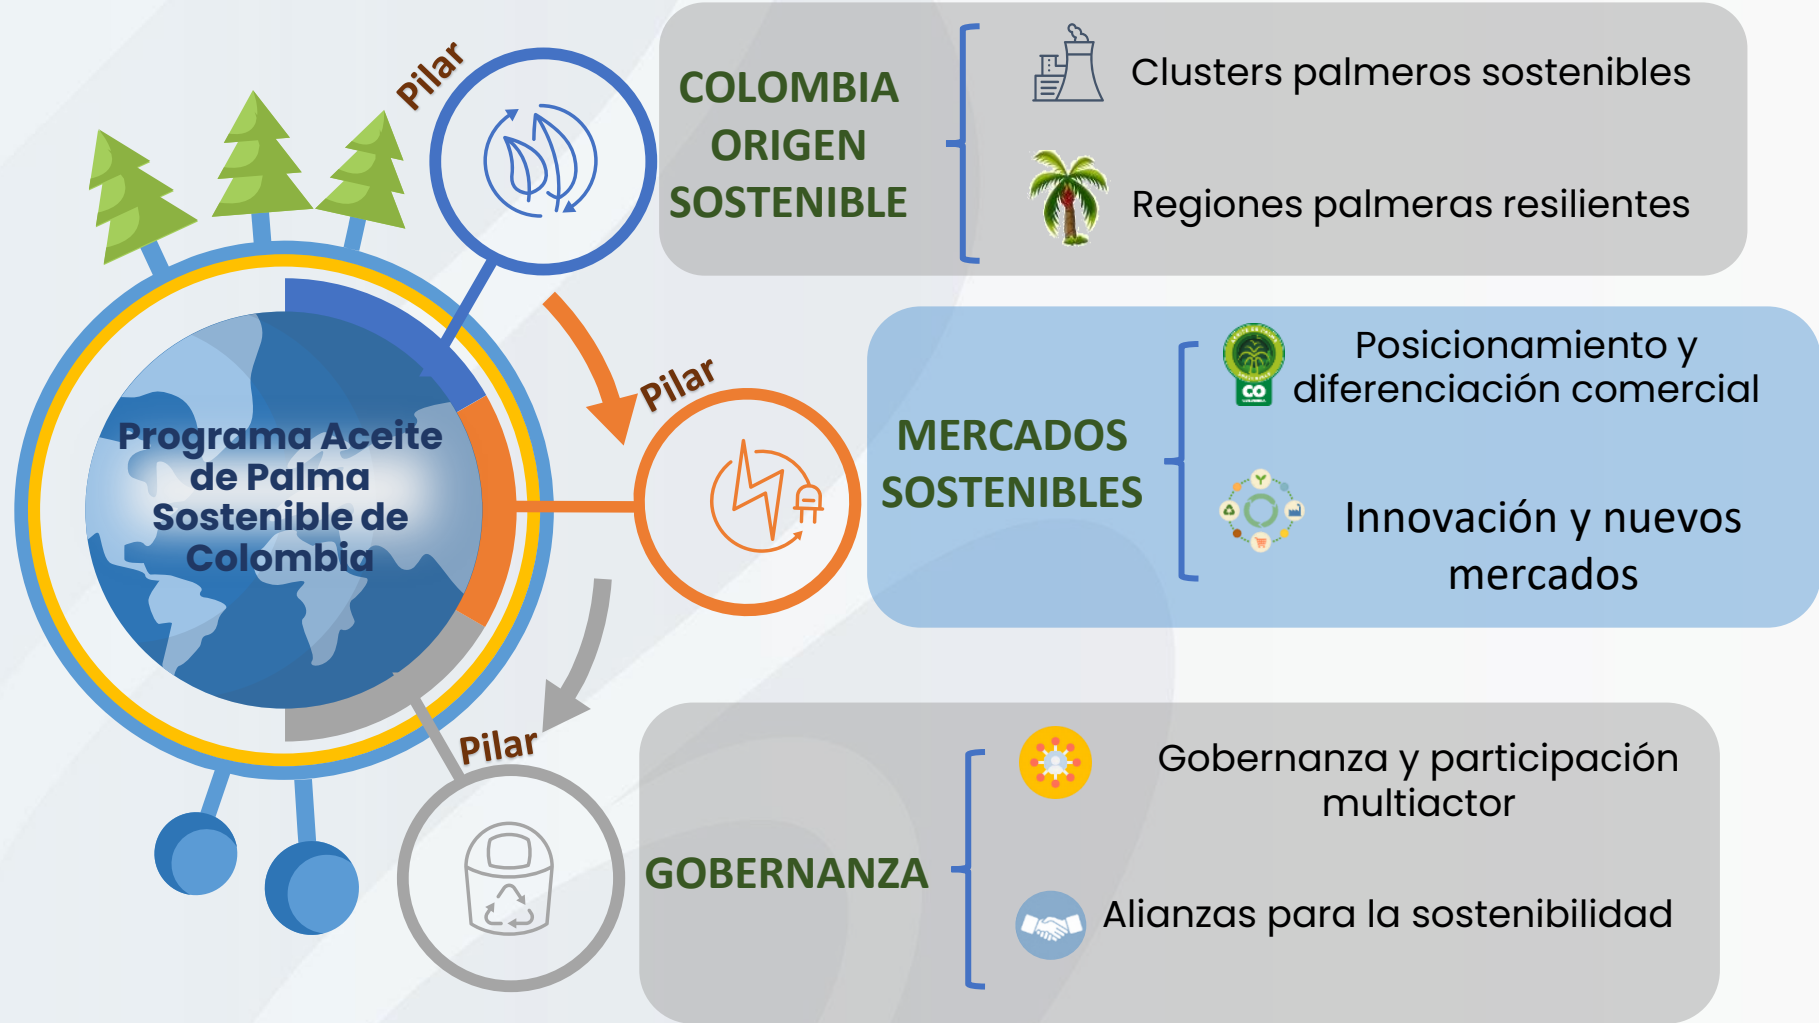 Pilar
COLOMBIA
ORIGEN
SOSTENIBLE
Clusters palmeros sostenibles
Regiones palmeras resilientes
Programa Aceite
de Palma
Sostenible de
Colombia
Pilar
MERCADOS
SOSTENIBLES
CO
Posicionamiento y
diferenciación comercial
Innovación y nuevos
mercados
Pilar
GOBERNANZA
Gobernanza y participación
multiactor
Alianzas para la sostenibilidad